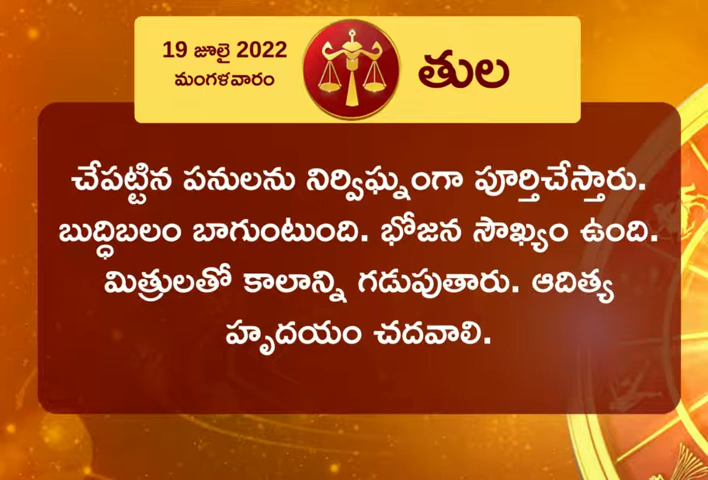 19 జూలై 2022
మంగళవారం
తుల
చేపట్టిన పనులను నిర్విఘ్నంగా పూర్తిచేస్తారు.
బుద్ధిబలం బాగుంటుంది. భోజన సౌఖ్యం ఉంది.
మిత్రులతో కాలాన్ని గడుపుతారు. ఆదిత్య
హృదయం చదవాలి.